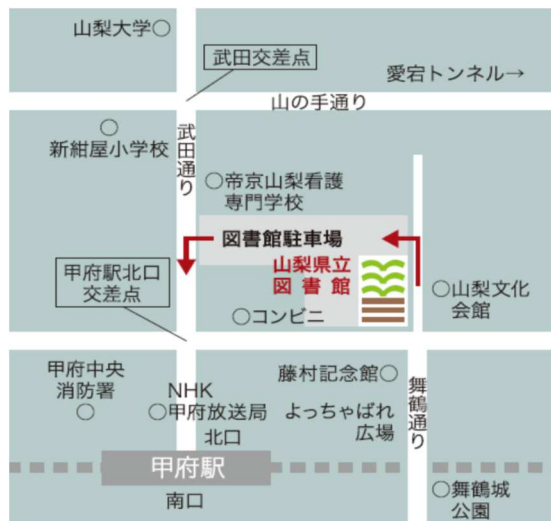 山梨大学○
武田交差点
愛宕トンネル→
山の手通り
○
新紺屋小学校
武田通り
○帝京山梨看護
専門学校
図書館駐車場
甲府駅北口
交差点
山梨県立
図書館
○山梨文化
会館
○コンビニ
甲府中央
消防署
○
NHK
○甲府放送局
北口
藤村記念館○
よっちゃばれ
広場
舞鶴通り
甲府駅
南口
○舞鶴城
公園